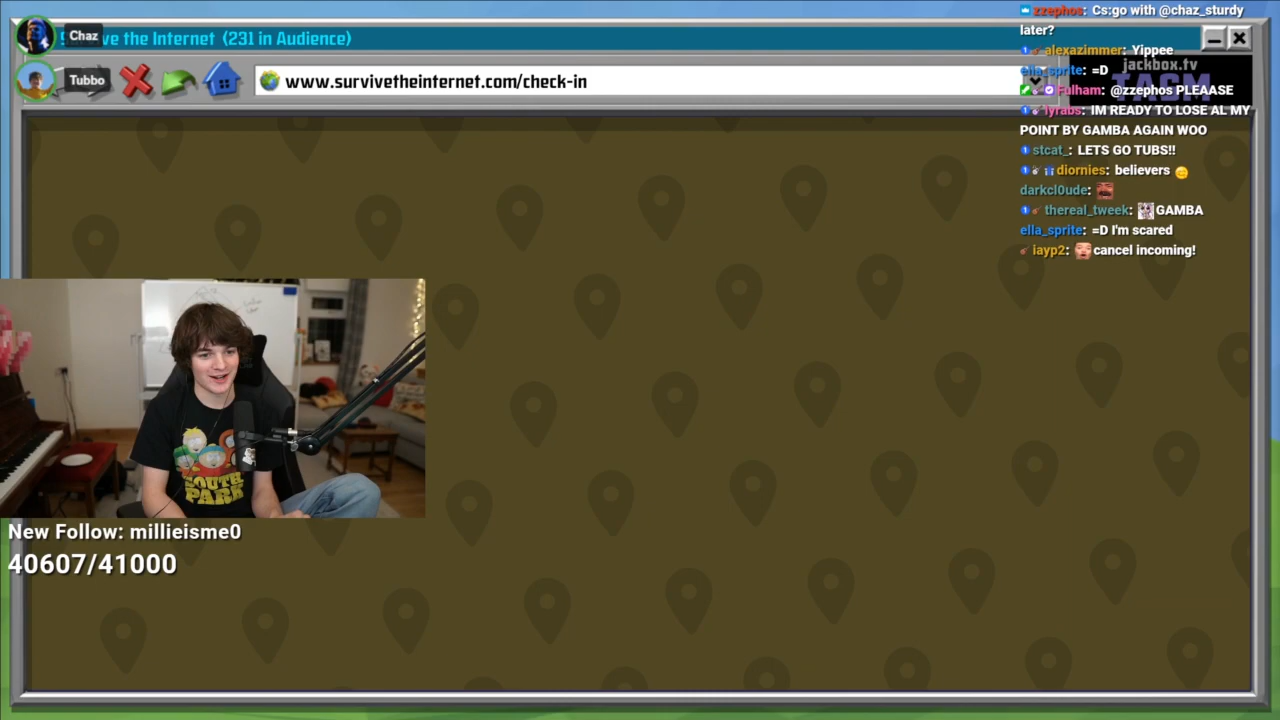 Chaz
ve the Internet (231 in Audience)
Tubbo
www.survivetheinternet.com/check-in
jackbox.tv
zzephos: Cs:go with @chaz_sturdy
later?
alexazimmer: Yippee
ella_sprite: =D
Fulham: @zzephos PLEAASE
lyrabs: IM READY TO LOSE AL MY
POINT BY GAMBA AGAIN WOO
stcat_: LETS GO TUBS!!
diornies: believers
darkcl0ude:
thereal_tweek: GAMBA
ella_sprite: =D I'm scared
iayp2: cancel incoming!
SOUTH
PARK
New Follow: millieisme0
40607/41000